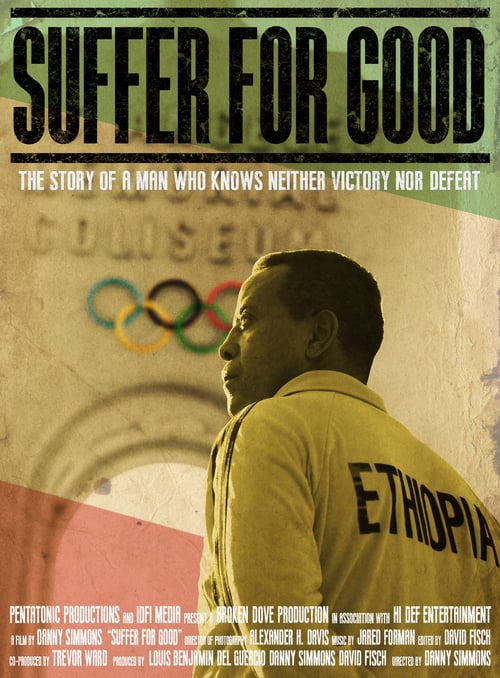 SUFFER FOR GOOD
THE STORY OF A MAN WHO KNOWS NEITHER VICTORY NOR DEFEAT
COLISEUM
ETHIOPIA
PENTATONIC PRODUCTIONS AND IDFI MEDIA PRESENT A BROKEN DOVE PRODUCTION IN ASSOCIATION WITH HI DEF ENTERTAINMENT
A FILM BY DANNY SIMMONS "SUFFER FOR GOOD" DIRECTOR OF PHOTOGRAPHY ALEXANDER H. DAVIS MUSIC BY JARED FORMAN EDITED BY DAVID FISCH
CO-PRODUCED BY TREVOR WARD PRODUCED BY LOUIS BENJAMIN DEL GUERCIO DANNY SIMMONS DAVID FISCH DIRECTED BY DANNY SIMMONS